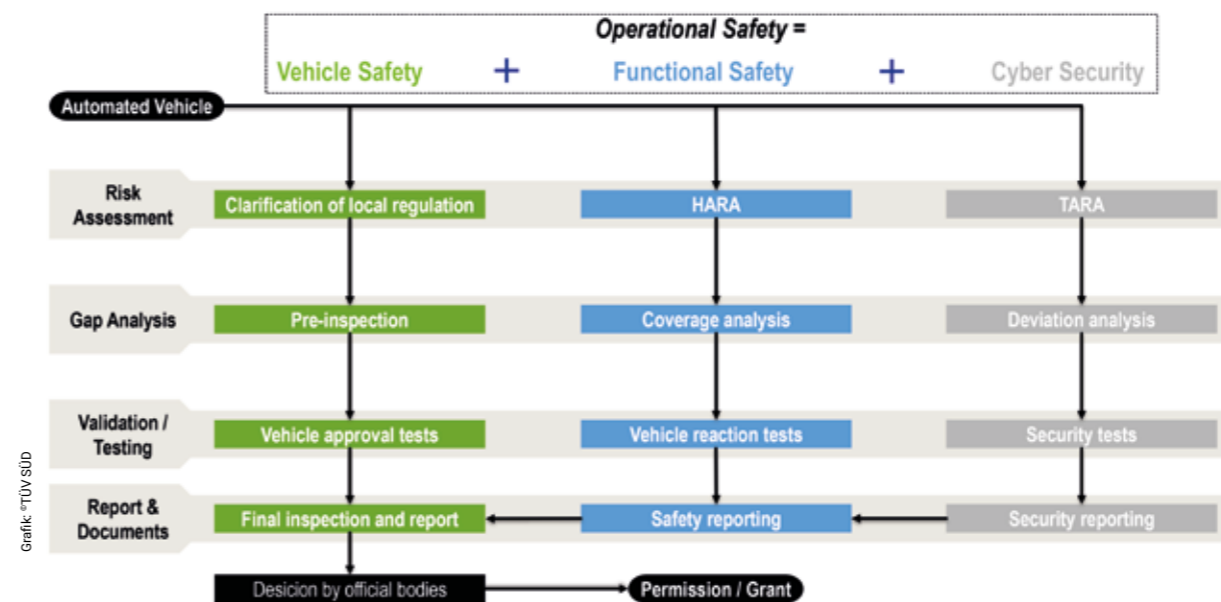 Operational Safety =
Vehicle Safety + Functional Safety + Cyber Security
Automated Vehicle
Risk
Assessment
Clarification of local regulation
HARA
TARA
Gap Analysis
Pre-inspection
Coverage analysis
Deviation analysis
Validation /
Testing
Vehicle approval tests
Vehicle reaction tests
Security tests
Report &
Documents
Final inspection and report
Safety reporting
Security reporting
Desicion by official bodies
Permission / Grant
Grafik: ©TÜV SÜD